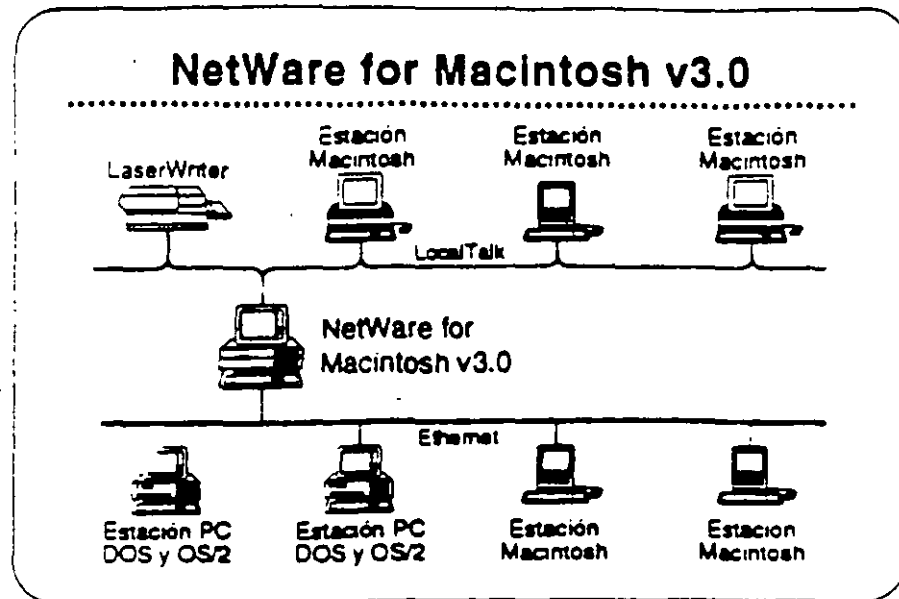 NetWare for Macintosh v3.0
LaserWriter
Estación
Macintosh
Estación
Macintosh
Estación
Macintosh
LocalTalk
NetWare for
Macintosh v3.0
Ethernet
Estación PC
DOS y OS/2
Estación PC
DOS y OS/2
Estación
Macintosh
Estación
Macintosh